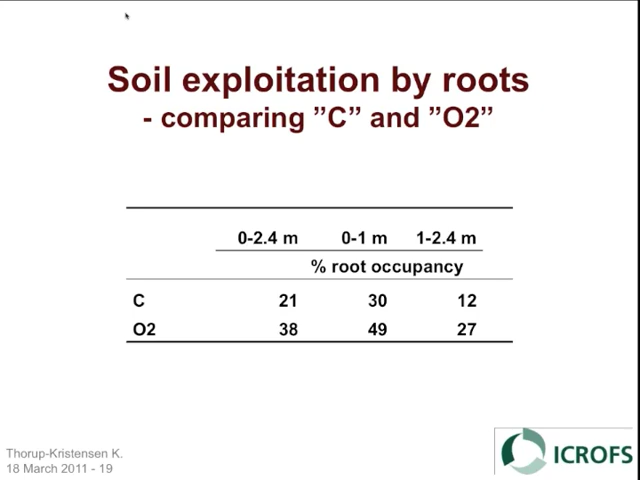 Soil exploitation by roots
- comparing ”C” and ”O2”
0-2.4 m 0-1 m 1-2.4 m
% root occupancy
C 21 30 12
O2 38 49 27
Thorup-Kristensen K.
18 March 2011 - 19
ICROFS